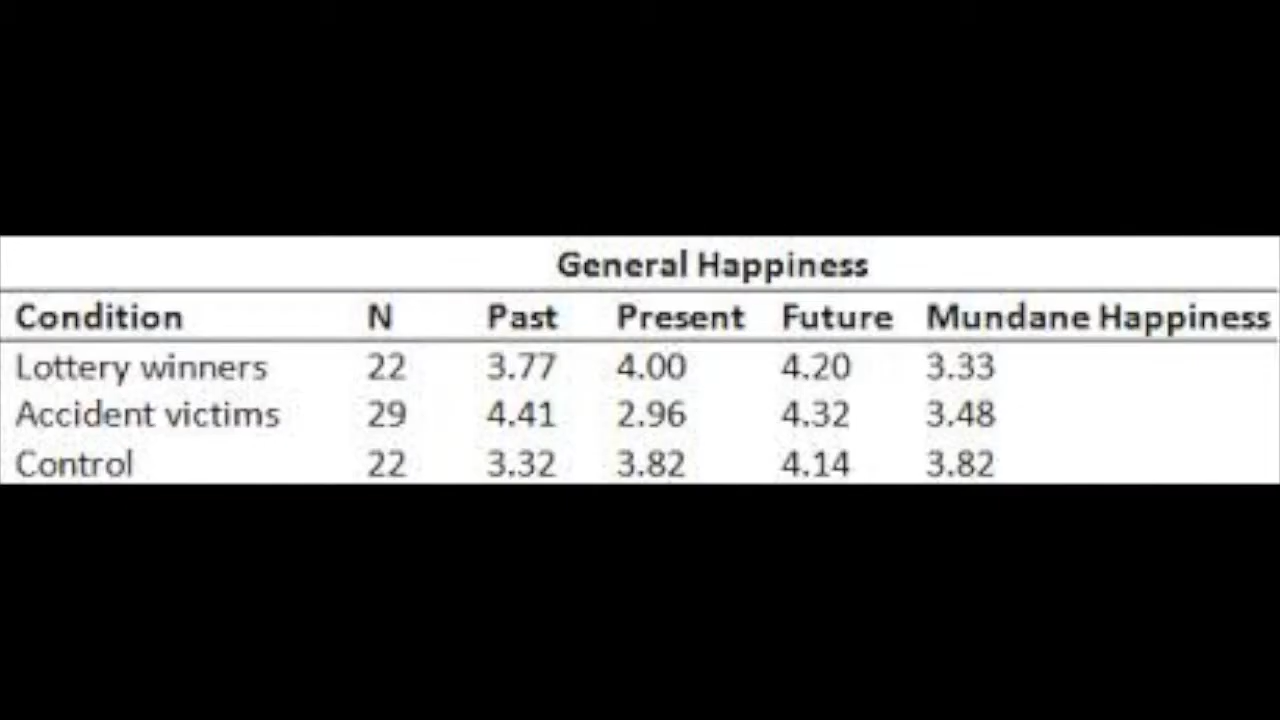 General Happiness
Condition N Past Present Future Mundane Happiness
Lottery winners 22 3.77 4.00 4.20 3.33
Accident victims 29 4.41 2.96 4.32 3.48
Control 22 3.32 3.82 4.14 3.82